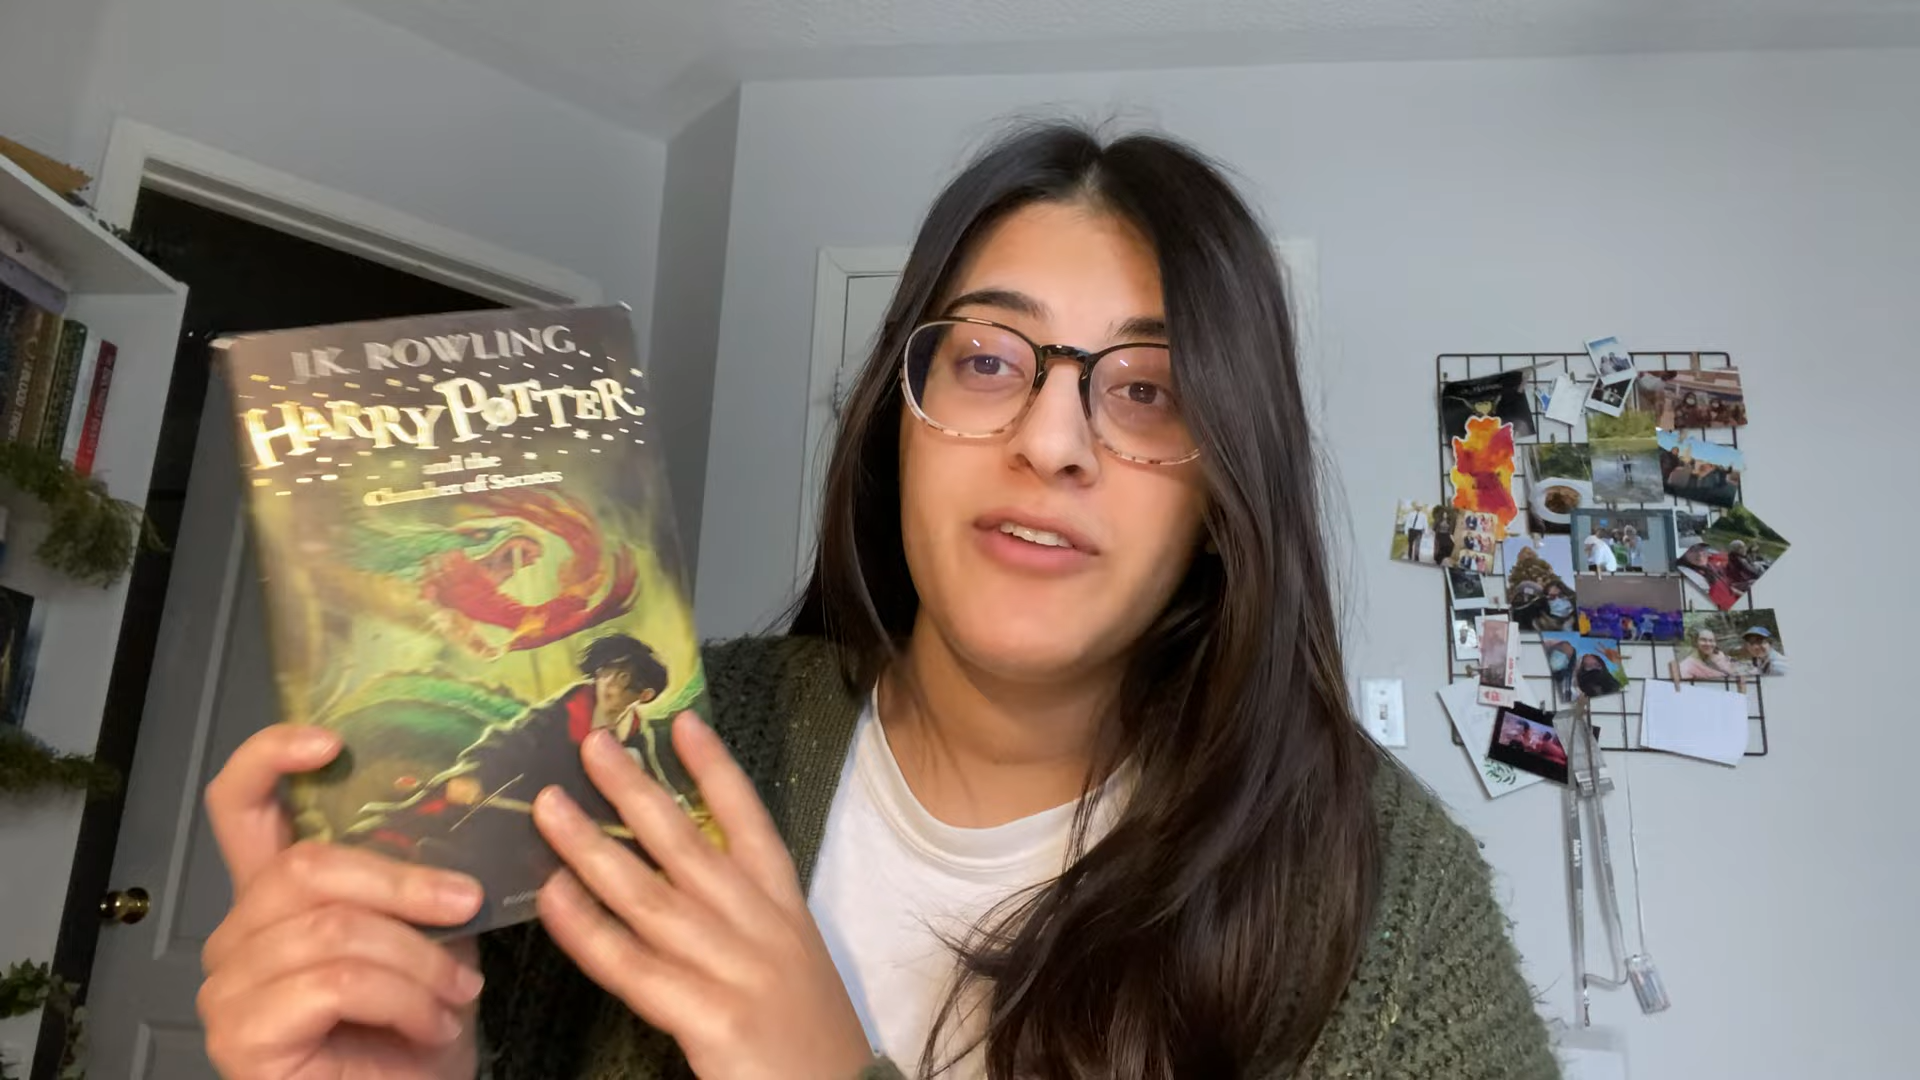 J.K. ROWLING
HARRY POTTER
and the
Chamber of Secrets